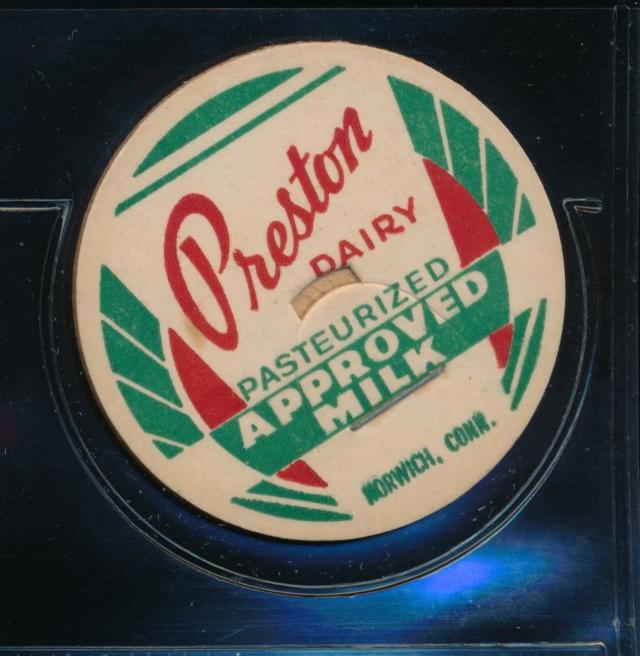 Preston
DAIRY
PASTEURIZED
APPROVED
MILK
NORWICH, CONN.